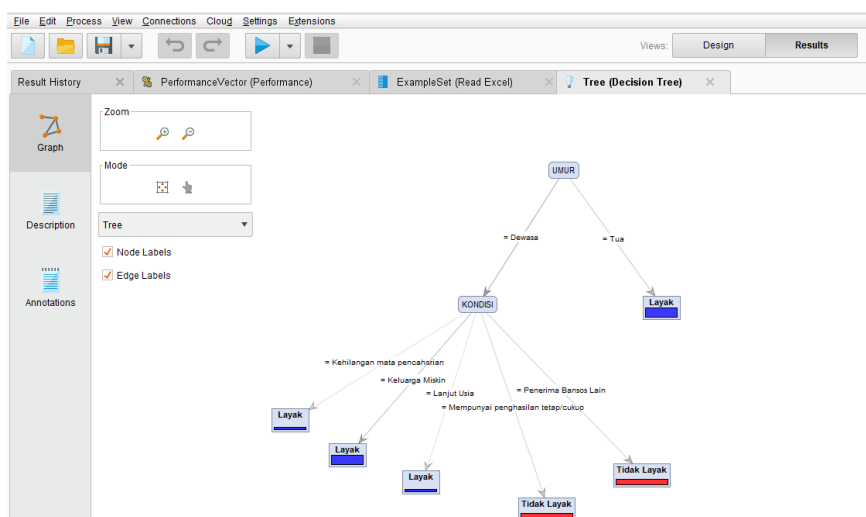 File Edit Process View Connections Cloud Settings Extensions
Views: Design Results
Result History PerformanceVector (Performance) ExampleSet (Read Excel) Tree (Decision Tree)
Zoom
Graph
Mode
Tree
Description
Node Labels
Edge Labels
Annotations
UMUR
= Dewasa
= Tua
KONDISI
Layak
= Kehilangan mata pencaharian
= Keluarga Miskin
= Lanjut Usia
= Penerima Bansos Lain
= Mempunyai penghasilan tetap/cukup
Layak
Layak
Layak
Tidak Layak
Tidak Layak